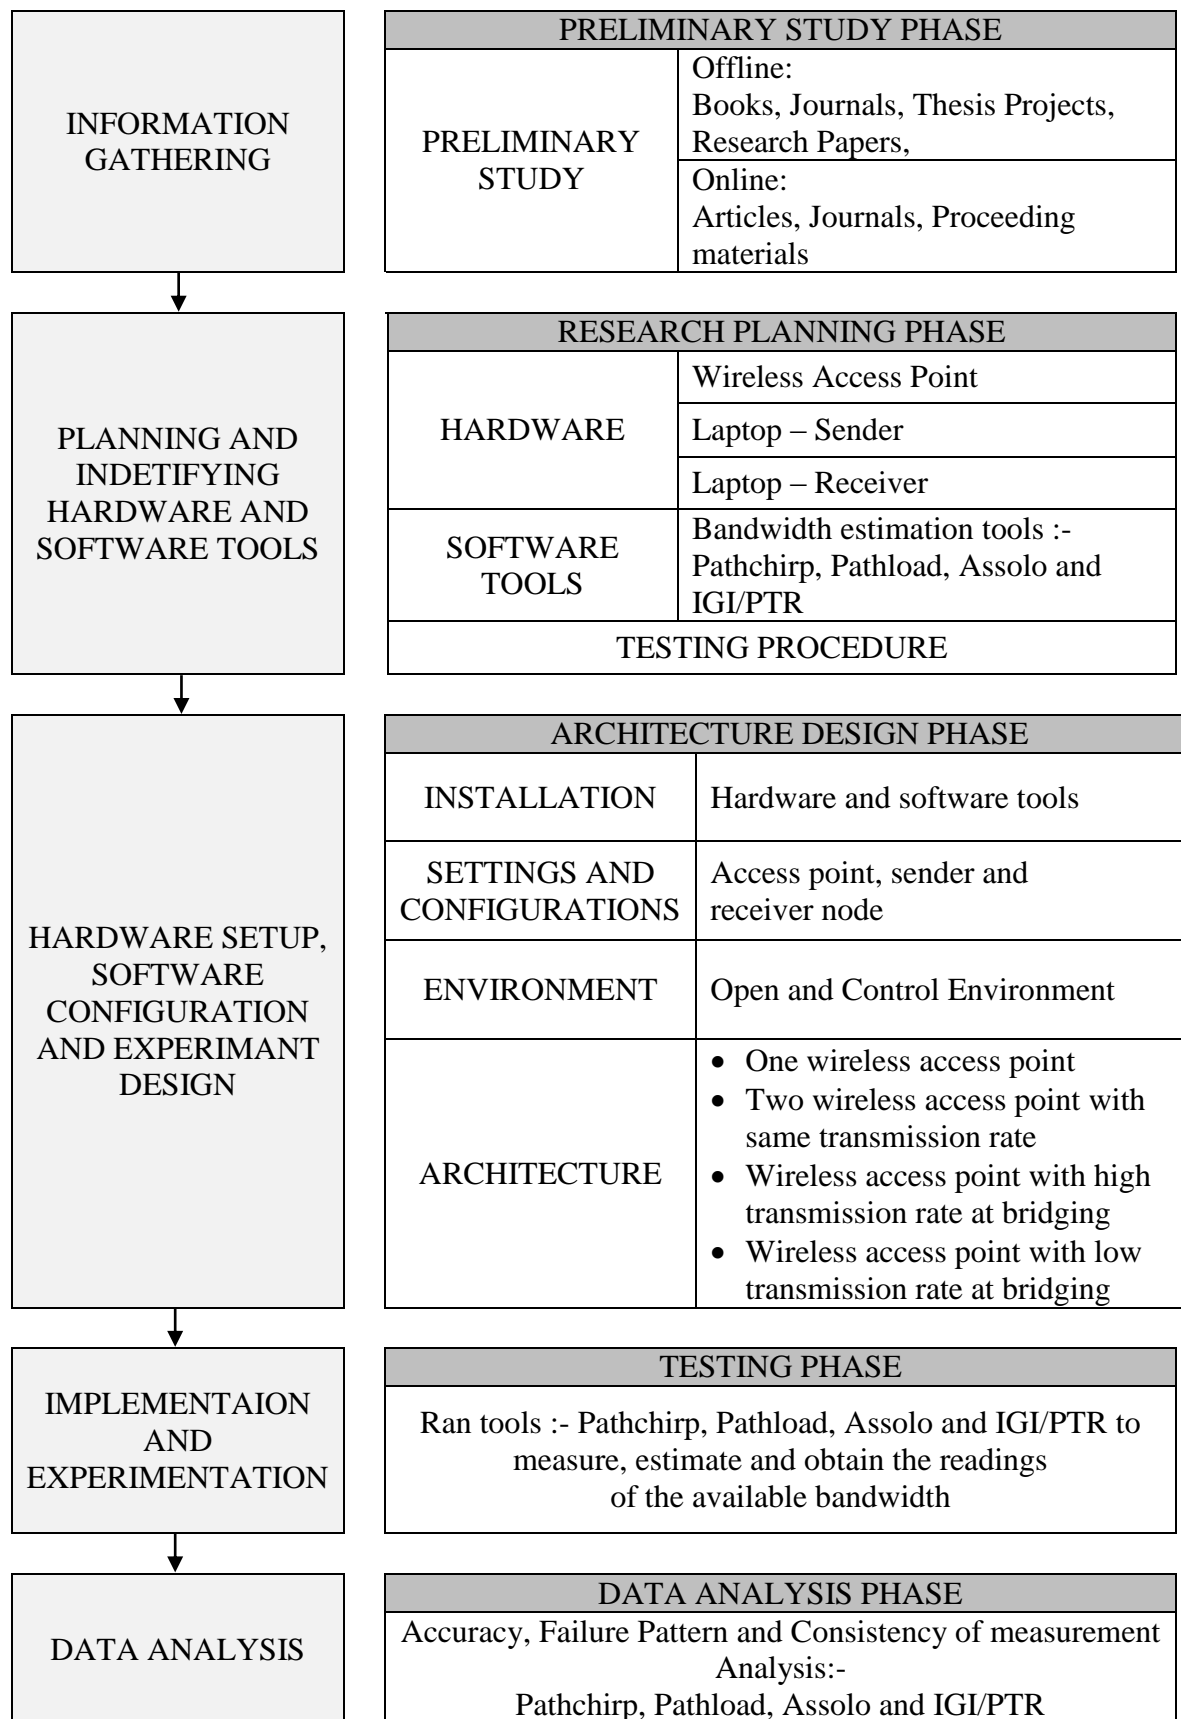 INFORMATION
GATHERING
PRELIMINARY STUDY PHASE
PRELIMINARY
STUDY
Offline:
Books, Journals, Thesis Projects,
Research Papers,
Online:
Articles, Journals, Proceeding
materials
PLANNING AND
INDETIFYING
HARDWARE AND
SOFTWARE TOOLS
RESEARCH PLANNING PHASE
HARDWARE
Wireless Access Point
Laptop – Sender
Laptop – Receiver
SOFTWARE
TOOLS
Bandwidth estimation tools :-
Pathchirp, Pathload, Assolo and
IGI/PTR
TESTING PROCEDURE
HARDWARE SETUP,
SOFTWARE
CONFIGURATION
AND EXPERIMANT
DESIGN
ARCHITECTURE DESIGN PHASE
INSTALLATION
Hardware and software tools
SETTINGS AND
CONFIGURATIONS
Access point, sender and
receiver node
ENVIRONMENT
Open and Control Environment
ARCHITECTURE
• One wireless access point
• Two wireless access point with
same transmission rate
• Wireless access point with high
transmission rate at bridging
• Wireless access point with low
transmission rate at bridging
IMPLEMENTAION
AND
EXPERIMENTATION
TESTING PHASE
Ran tools :- Pathchirp, Pathload, Assolo and IGI/PTR to
measure, estimate and obtain the readings
of the available bandwidth
DATA ANALYSIS
DATA ANALYSIS PHASE
Accuracy, Failure Pattern and Consistency of measurement
Analysis:-
Pathchirp, Pathload, Assolo and IGI/PTR